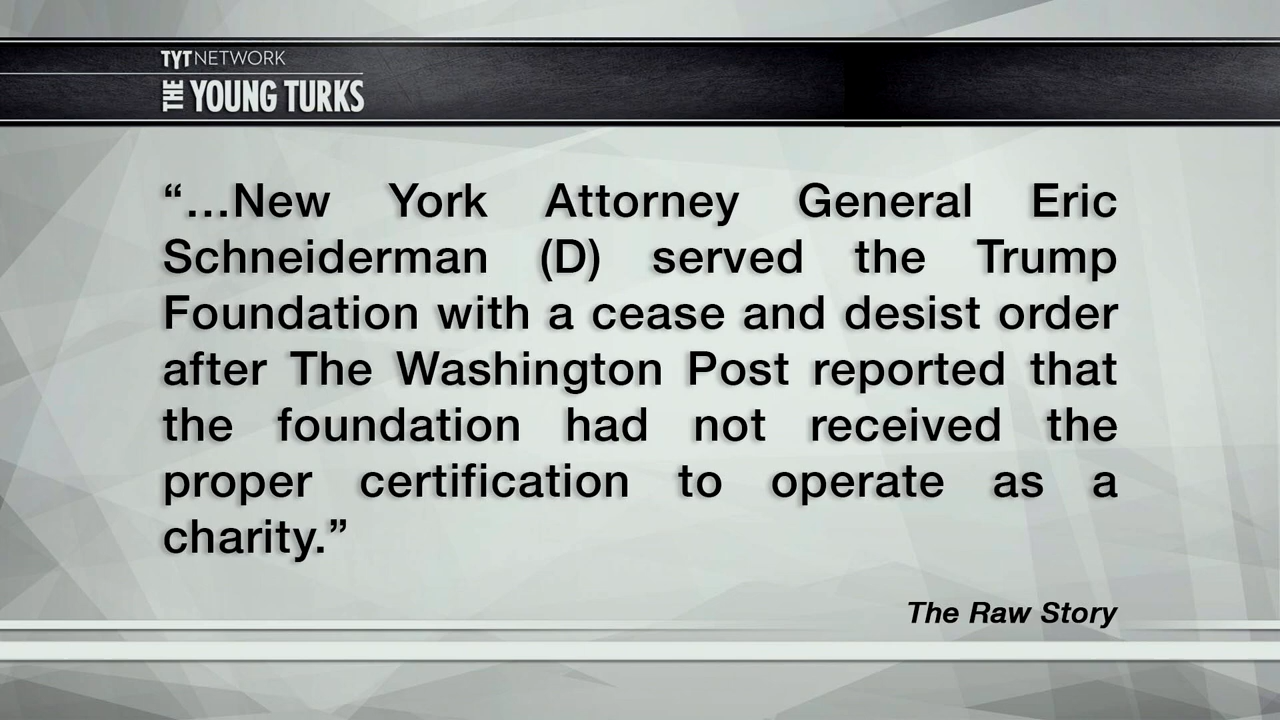 TYT NETWORK
THE YOUNG TURKS
“...New York Attorney General Eric
Schneiderman (D) served the Trump
Foundation with a cease and desist order
after The Washington Post reported that
the foundation had not received the
proper certification to operate as a
charity.”
The Raw Story